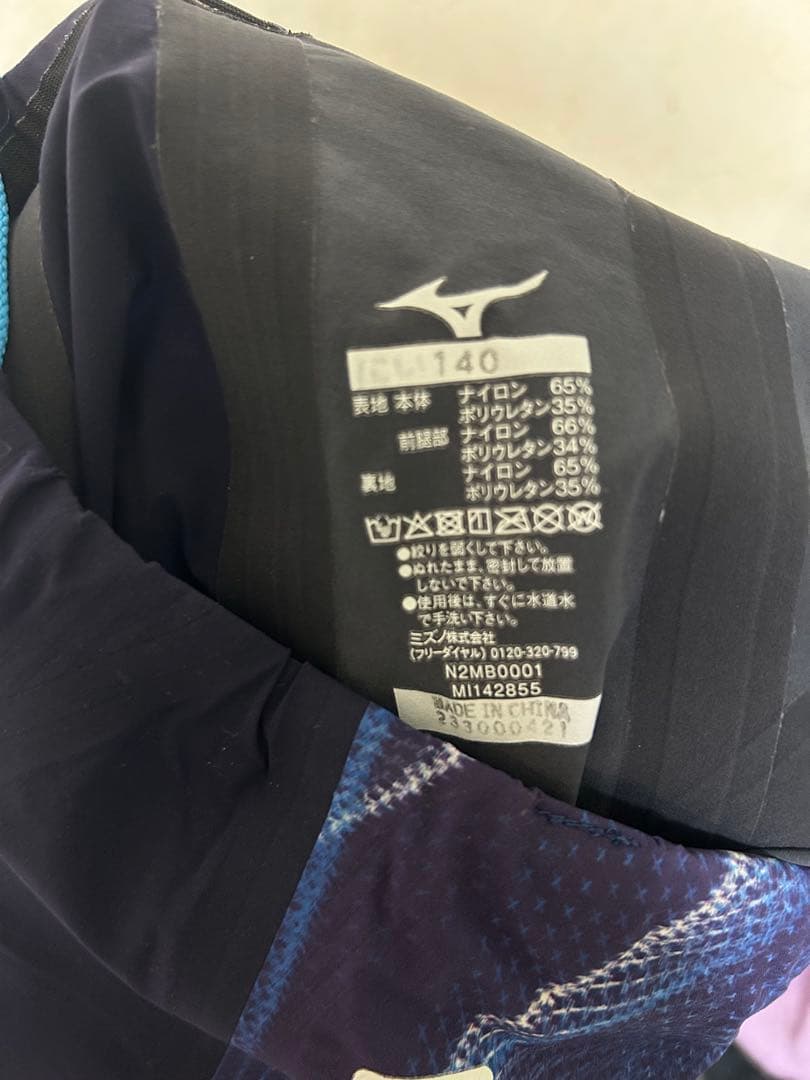 140
表地 本体 ナイロン 65%
ポリウレタン35%
前腿部 ナイロン 66%
ポリウレタン34%
裏地 ナイロン 65%
ポリウレタン35%
●絞りを弱くして下さい。
●ぬれたまま、密封して放置
しないで下さい。
●使用後は、すぐに水道水
で手洗い下さい。
ミズノ株式会社
(フリーダイヤル) 0120-320-799
N2MB0001
MI142855
MADE IN CHINA
233000421